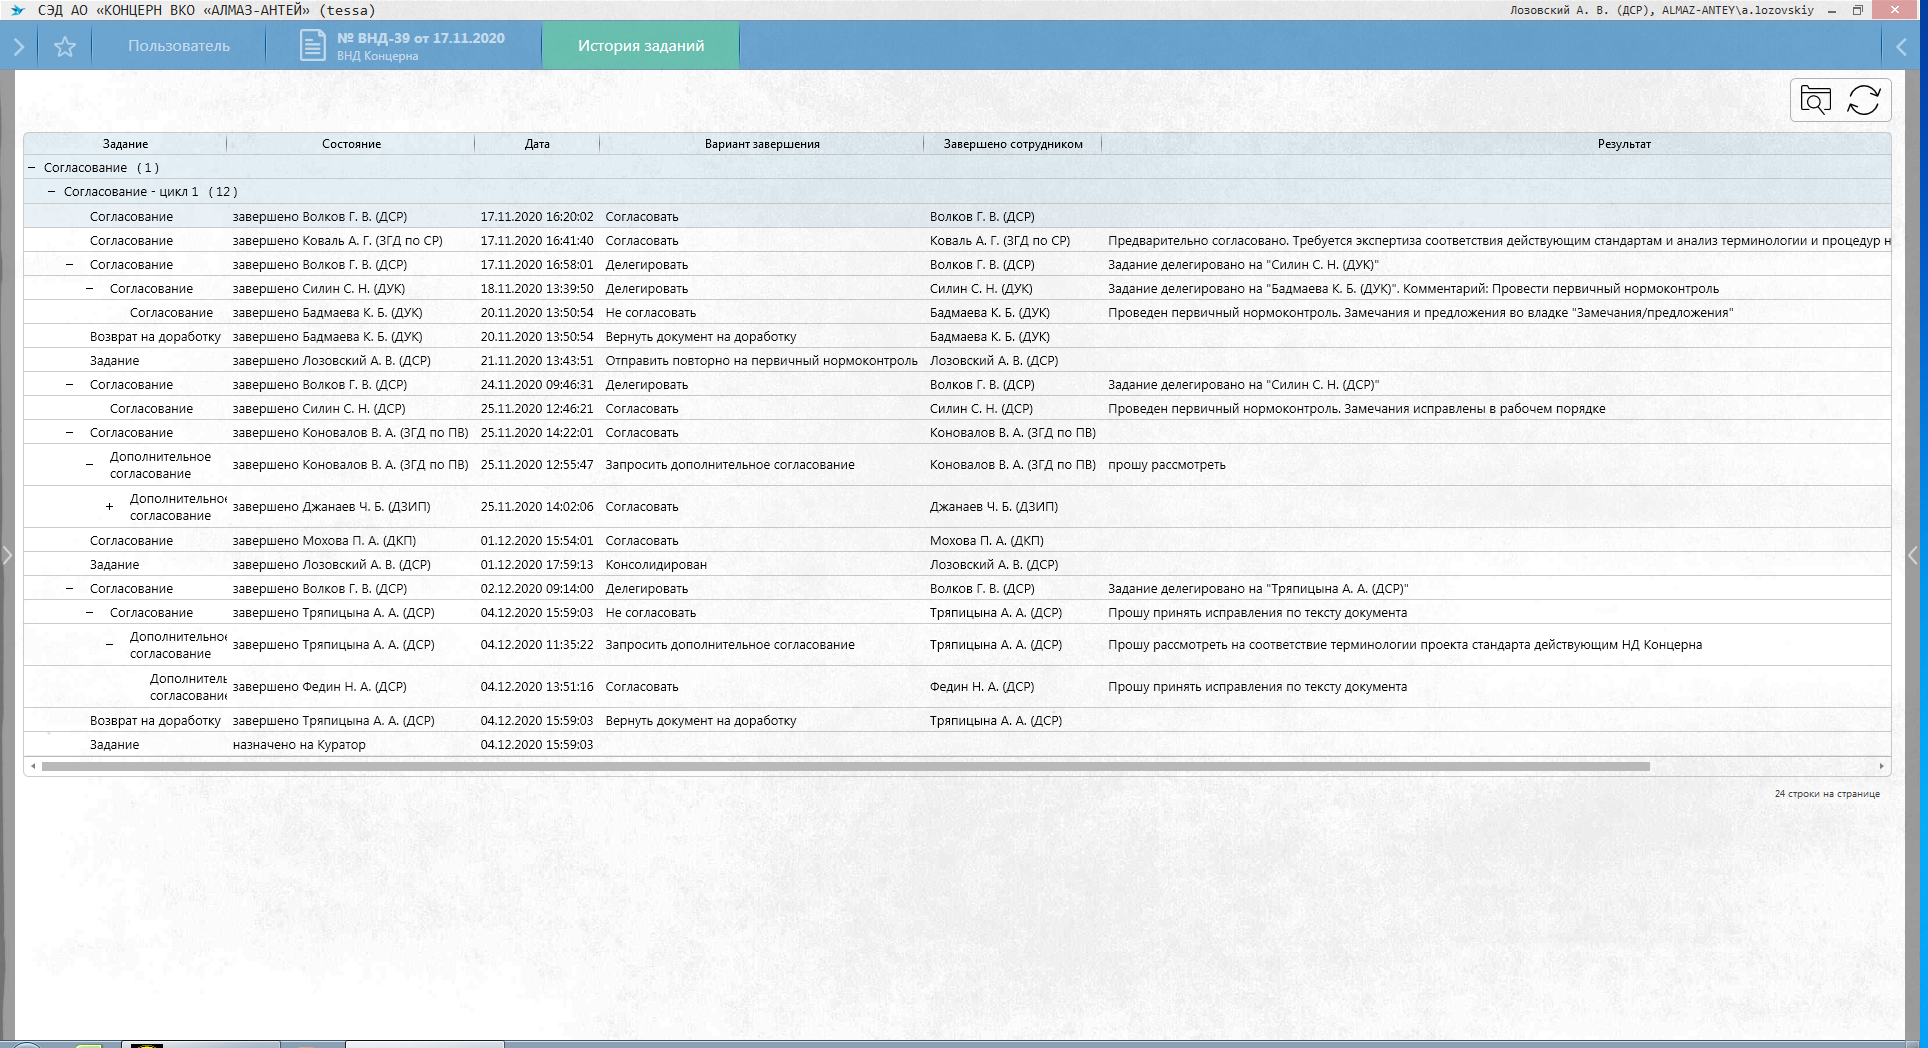 СЭД АО «КОНЦЕРН ВКО «АЛМАЗ-АНТЕЙ» (tessa)
Лозовский А. В. (ДСР), ALMAZ-ANTEY\a.lozovskiy
Пользователь
№ ВНД-39 от 17.11.2020
ВНД Концерна
История заданий
Задание Состояние Дата Вариант завершения Завершено сотрудником Результат
− Согласование ( 1 )
− Согласование - цикл 1 ( 12 )
Согласование завершено Волков Г. В. (ДСР) 17.11.2020 16:20:02 Согласовать Волков Г. В. (ДСР)
Согласование завершено Коваль А. Г. (ЗГД по СР) 17.11.2020 16:41:40 Согласовать Коваль А. Г. (ЗГД по СР) Предварительно согласовано. Требуется экспертиза соответствия действующим стандартам и анализ терминологии и процедур н
− Согласование завершено Волков Г. В. (ДСР) 17.11.2020 16:58:01 Делегировать Волков Г. В. (ДСР) Задание делегировано на "Силин С. Н. (ДУК)"
− Согласование завершено Силин С. Н. (ДУК) 18.11.2020 13:39:50 Делегировать Силин С. Н. (ДУК) Задание делегировано на "Бадмаева К. Б. (ДУК)". Комментарий: Провести первичный нормоконтроль
Согласование завершено Бадмаева К. Б. (ДУК) 20.11.2020 13:50:54 Не согласовать Бадмаева К. Б. (ДУК) Проведен первичный нормоконтроль. Замечания и предложения во владке "Замечания/предложения"
Возврат на доработку завершено Бадмаева К. Б. (ДУК) 20.11.2020 13:50:54 Вернуть документ на доработку Бадмаева К. Б. (ДУК)
Задание завершено Лозовский А. В. (ДСР) 21.11.2020 13:43:51 Отправить повторно на первичный нормоконтроль Лозовский А. В. (ДСР)
− Согласование завершено Волков Г. В. (ДСР) 24.11.2020 09:46:31 Делегировать Волков Г. В. (ДСР) Задание делегировано на "Силин С. Н. (ДСР)"
Согласование завершено Силин С. Н. (ДСР) 25.11.2020 12:46:21 Согласовать Силин С. Н. (ДСР) Проведен первичный нормоконтроль. Замечания исправлены в рабочем порядке
− Согласование завершено Коновалов В. А. (ЗГД по ПВ) 25.11.2020 14:22:01 Согласовать Коновалов В. А. (ЗГД по ПВ)
− Дополнительное
согласование завершено Коновалов В. А. (ЗГД по ПВ) 25.11.2020 12:55:47 Запросить дополнительное согласование Коновалов В. А. (ЗГД по ПВ) прошу рассмотреть
+ Дополнительное
согласование завершено Джанаев Ч. Б. (ДЗИП) 25.11.2020 14:02:06 Согласовать Джанаев Ч. Б. (ДЗИП)
Согласование завершено Мохова П. А. (ДКП) 01.12.2020 15:54:01 Согласовать Мохова П. А. (ДКП)
Задание завершено Лозовский А. В. (ДСР) 01.12.2020 17:59:13 Консолидирован Лозовский А. В. (ДСР)
− Согласование завершено Волков Г. В. (ДСР) 02.12.2020 09:14:00 Делегировать Волков Г. В. (ДСР) Задание делегировано на "Тряпицына А. А. (ДСР)"
− Согласование завершено Тряпицына А. А. (ДСР) 04.12.2020 15:59:03 Не согласовать Тряпицына А. А. (ДСР) Прошу принять исправления по тексту документа
− Дополнительное
согласование завершено Тряпицына А. А. (ДСР) 04.12.2020 11:35:22 Запросить дополнительное согласование Тряпицына А. А. (ДСР) Прошу рассмотреть на соответствие терминологии проекта стандарта действующим НД Концерна
Дополнитель
согласование завершено Федин Н. А. (ДСР) 04.12.2020 13:51:16 Согласовать Федин Н. А. (ДСР) Прошу принять исправления по тексту документа
Возврат на доработку завершено Тряпицына А. А. (ДСР) 04.12.2020 15:59:03 Вернуть документ на доработку Тряпицына А. А. (ДСР)
Задание назначено на Куратор 04.12.2020 15:59:03
24 строки на странице